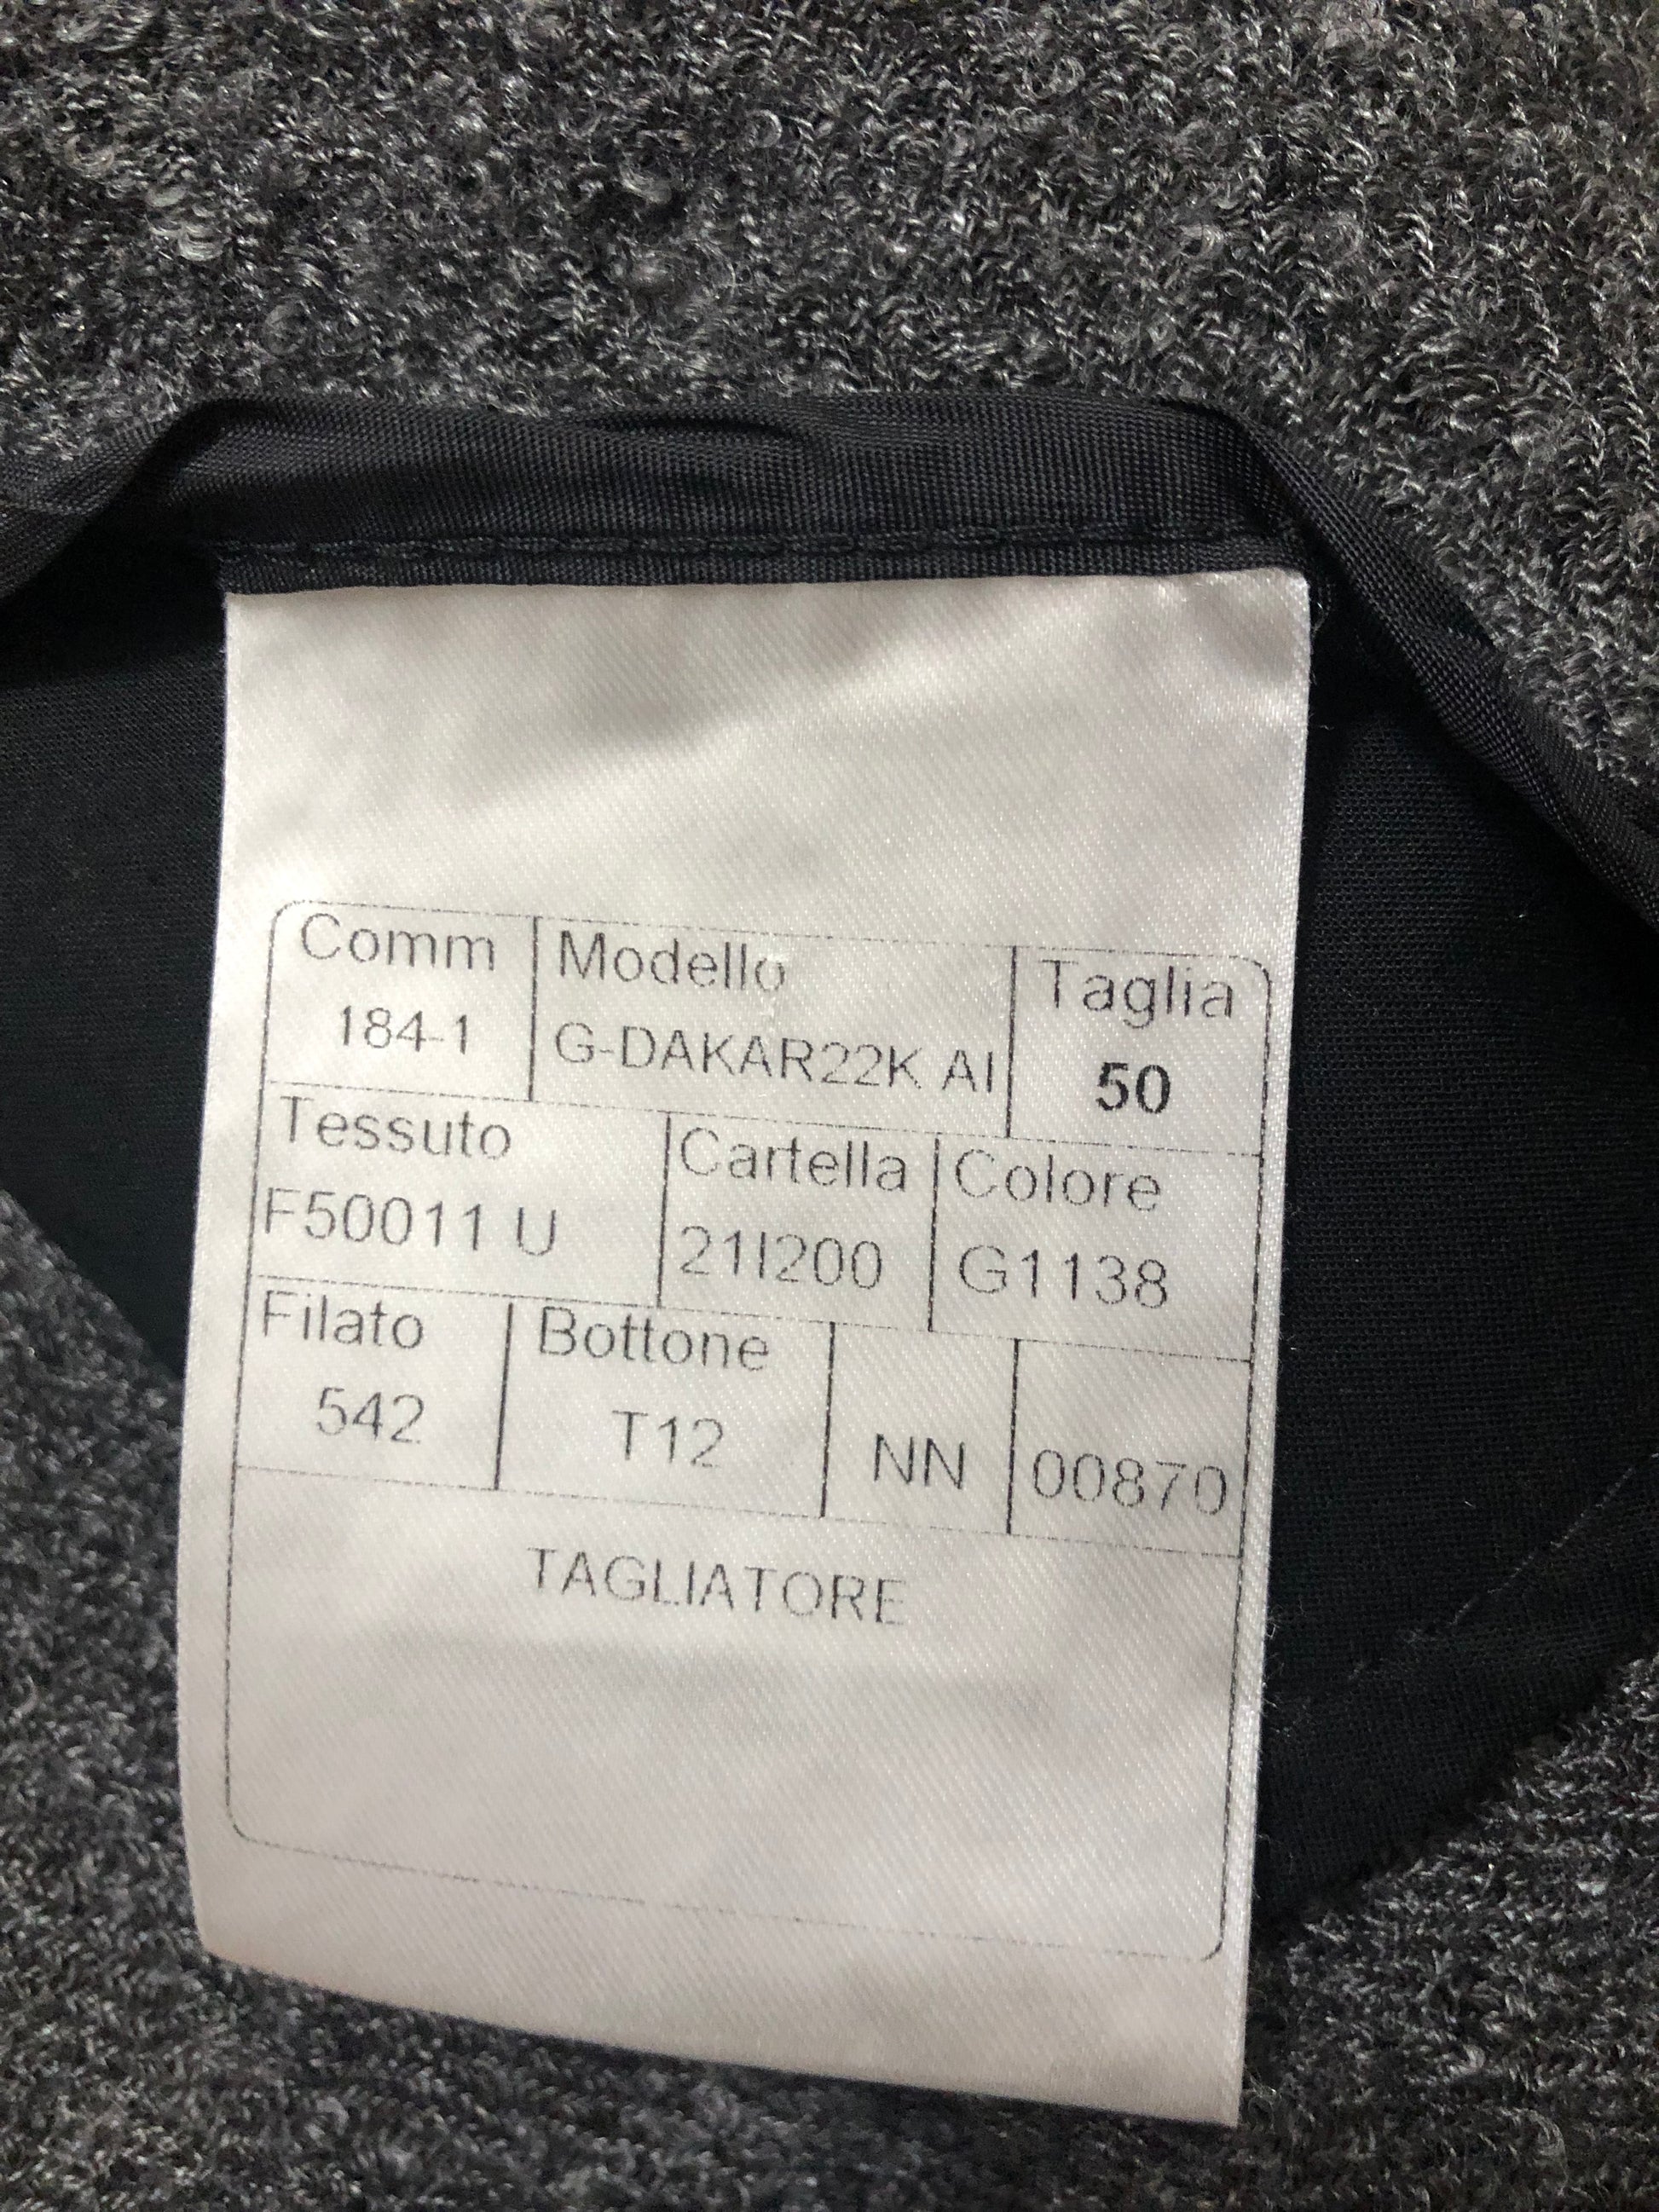 Comm Modello Taglia
184-1 G-DAKAR22K AI 50
Tessuto Cartella Colore
F50011 U 21I200 G1138
Filato Bottone
542 T12 NN 00870
TAGLIATORE